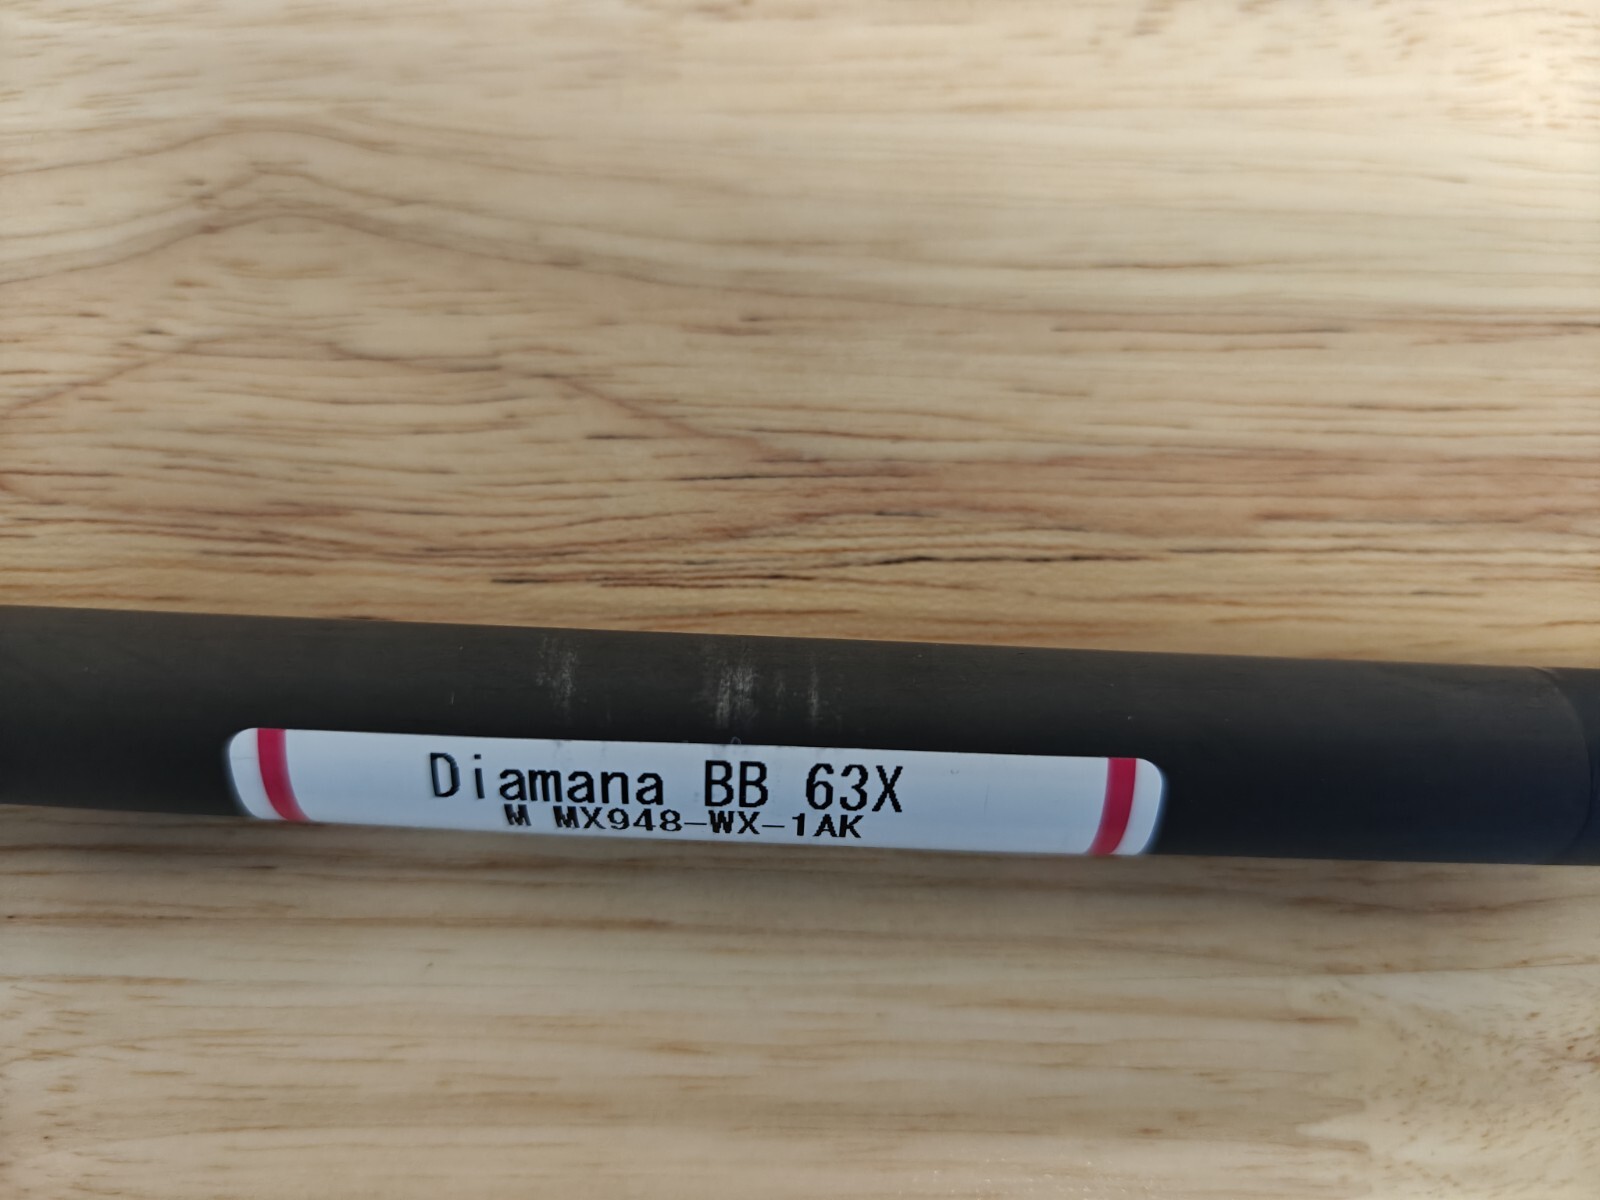 Diamana BB 63X
M MX948-WX-1AK